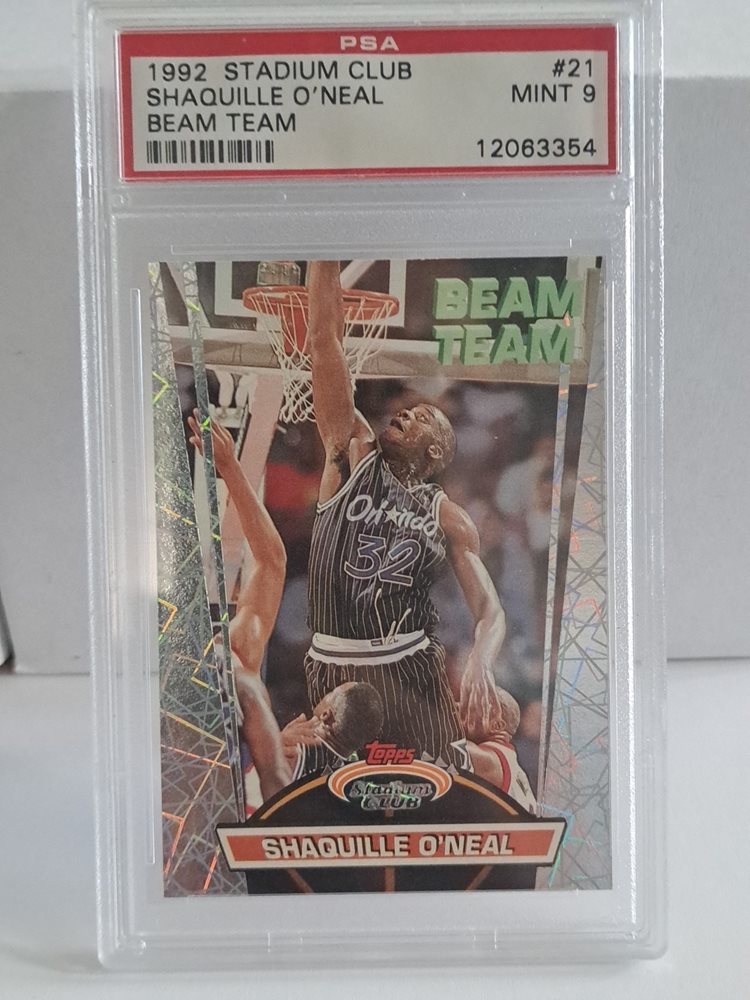 PSA
1992 STADIUM CLUB #21
SHAQUILLE O'NEAL MINT 9
BEAM TEAM
12063354
BEAM
TEAM
Orlando
32
Topps
Stadium
CLUB
SHAQUILLE O'NEAL